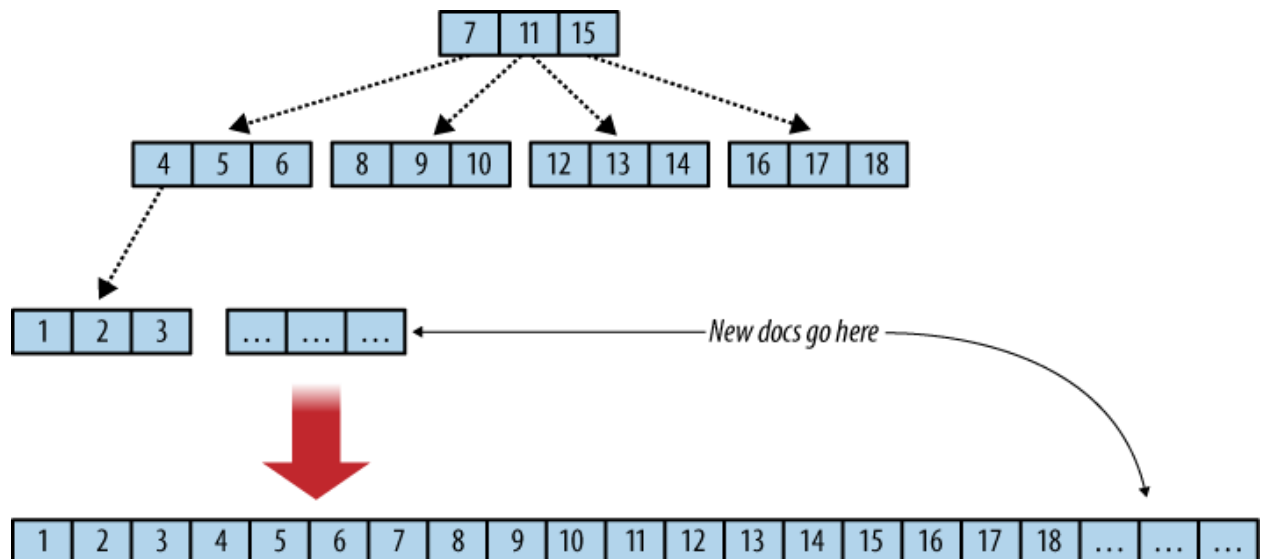 7 11 15
4 5 6 8 9 10 12 13 14 16 17 18
1 2 3 ... ... ... New docs go here
1 2 3 4 5 6 7 8 9 10 11 12 13 14 15 16 17 18 ... ... ...